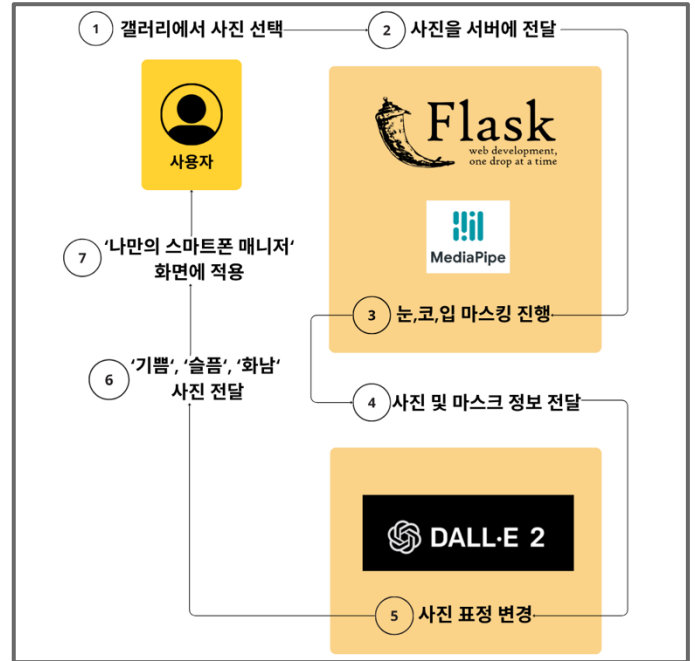 1 갤러리에서 사진 선택
2 사진을 서버에 전달
사용자
Flask
web development,
one drop at a time
MediaPipe
3 눈,코,입 마스킹 진행
4 사진 및 마스크 정보 전달
DALL·E 2
5 사진 표정 변경
6 '기쁨', '슬픔', '화남'
사진 전달
7 '나만의 스마트폰 매니저'
화면에 적용